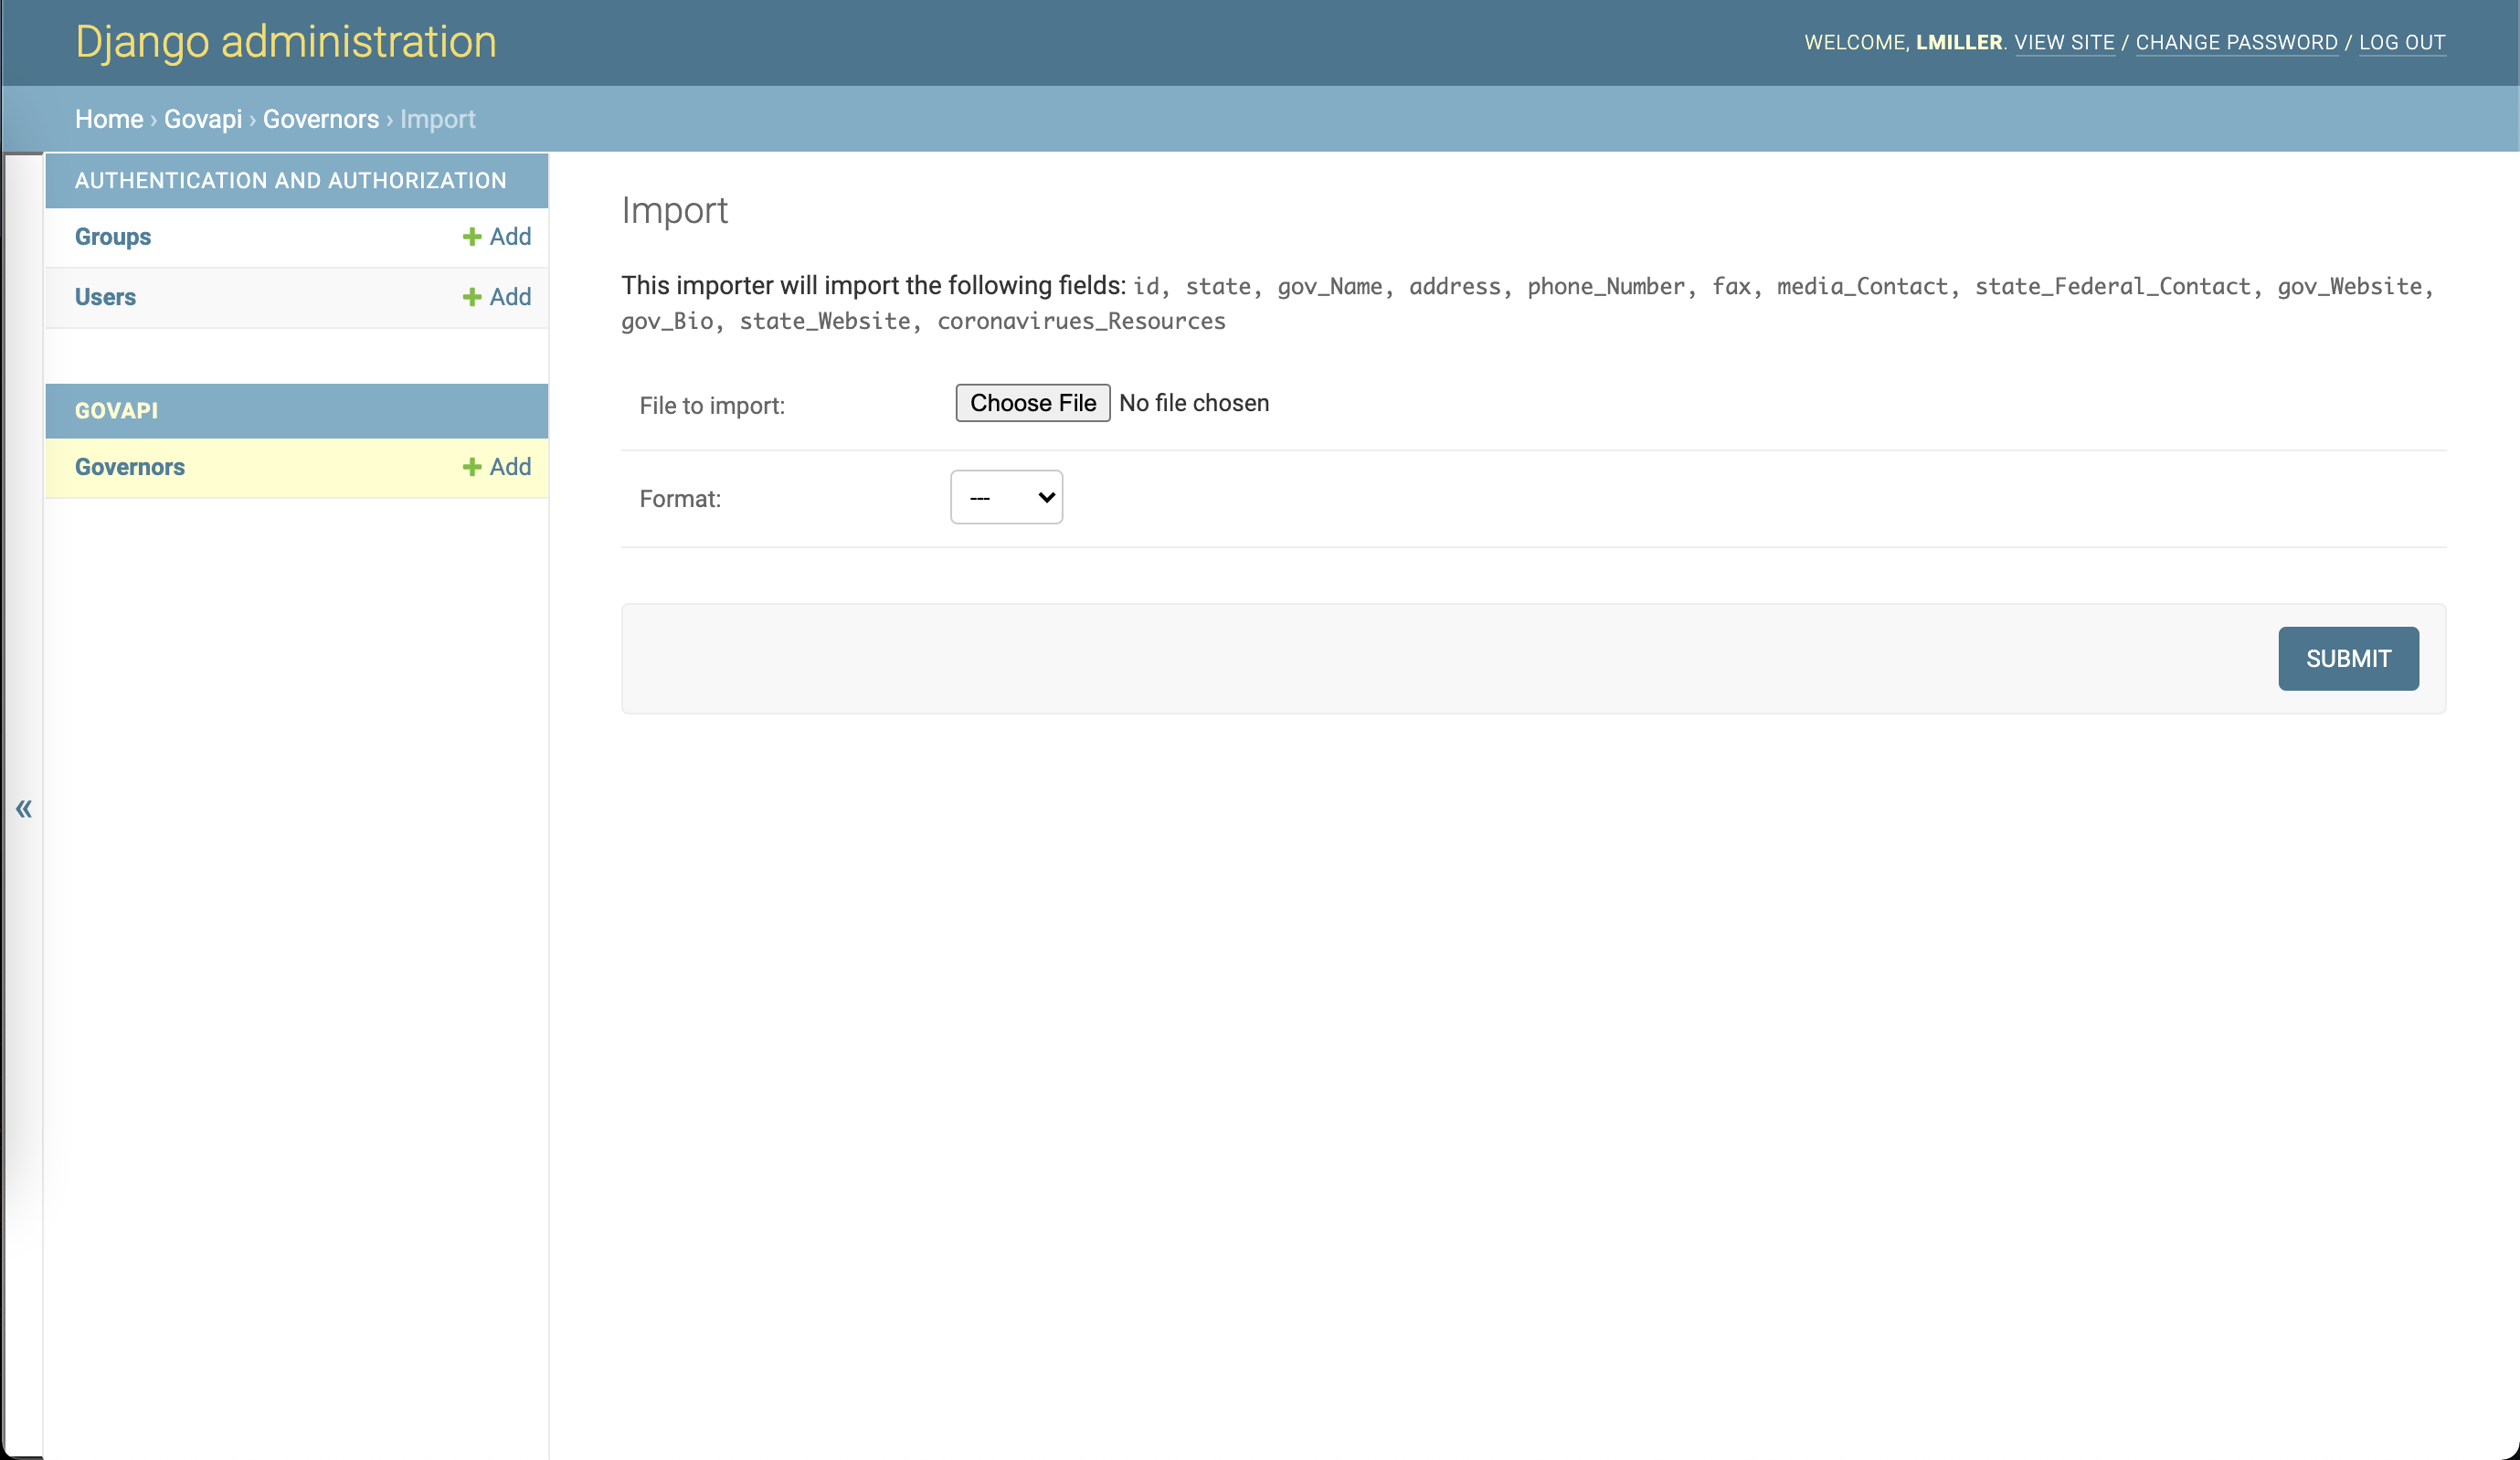 Django administration
WELCOME, LMILLER. VIEW SITE / CHANGE PASSWORD / LOG OUT
Home › Govapi › Governors › Import
AUTHENTICATION AND AUTHORIZATION
Groups + Add
Users + Add
GOVAPI
Governors + Add
«
Import
This importer will import the following fields: id, state, gov_Name, address, phone_Number, fax, media_Contact, state_Federal_Contact, gov_Website,
gov_Bio, state_Website, coronavirues_Resources
File to import: Choose File No file chosen
Format: ---
SUBMIT